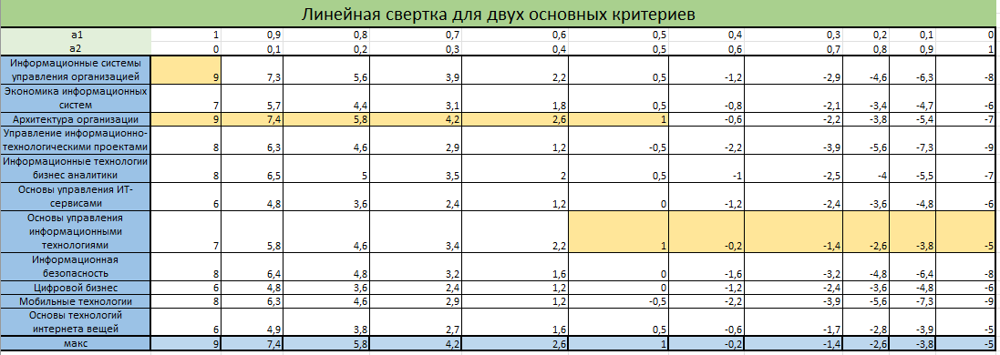 Линейная свертка для двух основных критериев
a1 1 0,9 0,8 0,7 0,6 0,5 0,4 0,3 0,2 0,1 0
a2 0 0,1 0,2 0,3 0,4 0,5 0,6 0,7 0,8 0,9 1
Информационные системы
управления организацией 9 7,3 5,6 3,9 2,2 0,5 -1,2 -2,9 -4,6 -6,3 -8
Экономика информационных
систем 7 5,7 4,4 3,1 1,8 0,5 -0,8 -2,1 -3,4 -4,7 -6
Архитектура организации 9 7,4 5,8 4,2 2,6 1 -0,6 -2,2 -3,8 -5,4 -7
Управление информационно-
технологическими проектами 8 6,3 4,6 2,9 1,2 -0,5 -2,2 -3,9 -5,6 -7,3 -9
Информационные технологии
бизнес аналитики 8 6,5 5 3,5 2 0,5 -1 -2,5 -4 -5,5 -7
Основы управления ИТ-
сервисами 6 4,8 3,6 2,4 1,2 0 -1,2 -2,4 -3,6 -4,8 -6
Основы управления
информационными
технологиями 7 5,8 4,6 3,4 2,2 1 -0,2 -1,4 -2,6 -3,8 -5
Информационная
безопасность 8 6,4 4,8 3,2 1,6 0 -1,6 -3,2 -4,8 -6,4 -8
Цифровой бизнес 6 4,8 3,6 2,4 1,2 0 -1,2 -2,4 -3,6 -4,8 -6
Мобильные технологии 8 6,3 4,6 2,9 1,2 -0,5 -2,2 -3,9 -5,6 -7,3 -9
Основы технологий
интернета вещей 6 4,9 3,8 2,7 1,6 0,5 -0,6 -1,7 -2,8 -3,9 -5
макс 9 7,4 5,8 4,2 2,6 1 -0,2 -1,4 -2,6 -3,8 -5